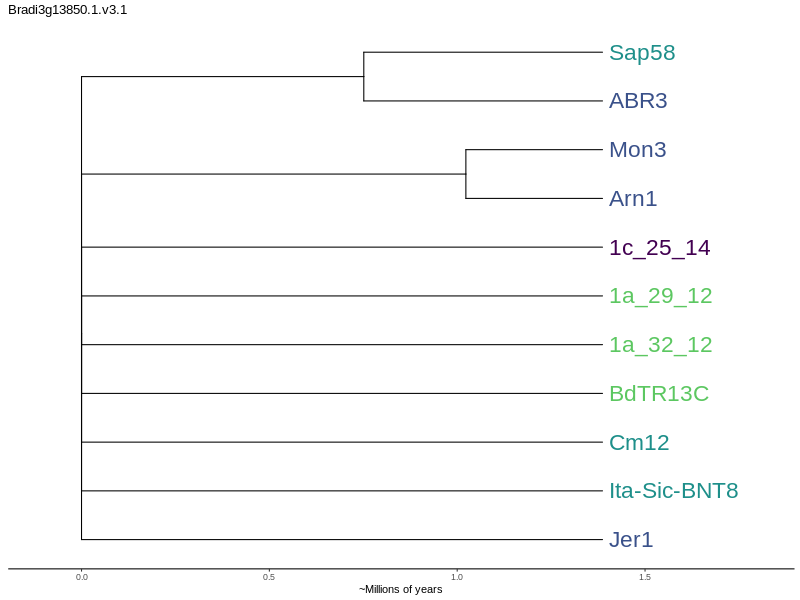 Bradi3g13850.1.v3.1
Sap58
ABR3
Mon3
Arn1
1c_25_14
1a_29_12
1a_32_12
BdTR13C
Cm12
Ita-Sic-BNT8
Jer1
0.0 0.5 1.0 1.5
~Millions of years